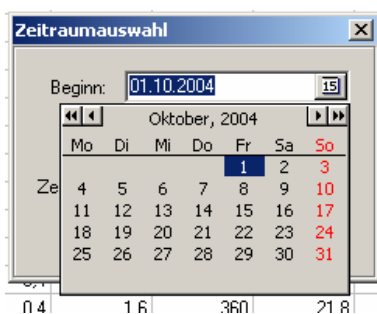 Zeitraumauswahl
Beginn: 01.10.2004 15
Oktober, 2004
Mo Di Mi Do Fr Sa So
1 2 3
Ze 4 5 6 7 8 9 10
11 12 13 14 15 16 17
18 19 20 21 22 23 24
25 26 27 28 29 30 31
0,4 1,6 360 21,8